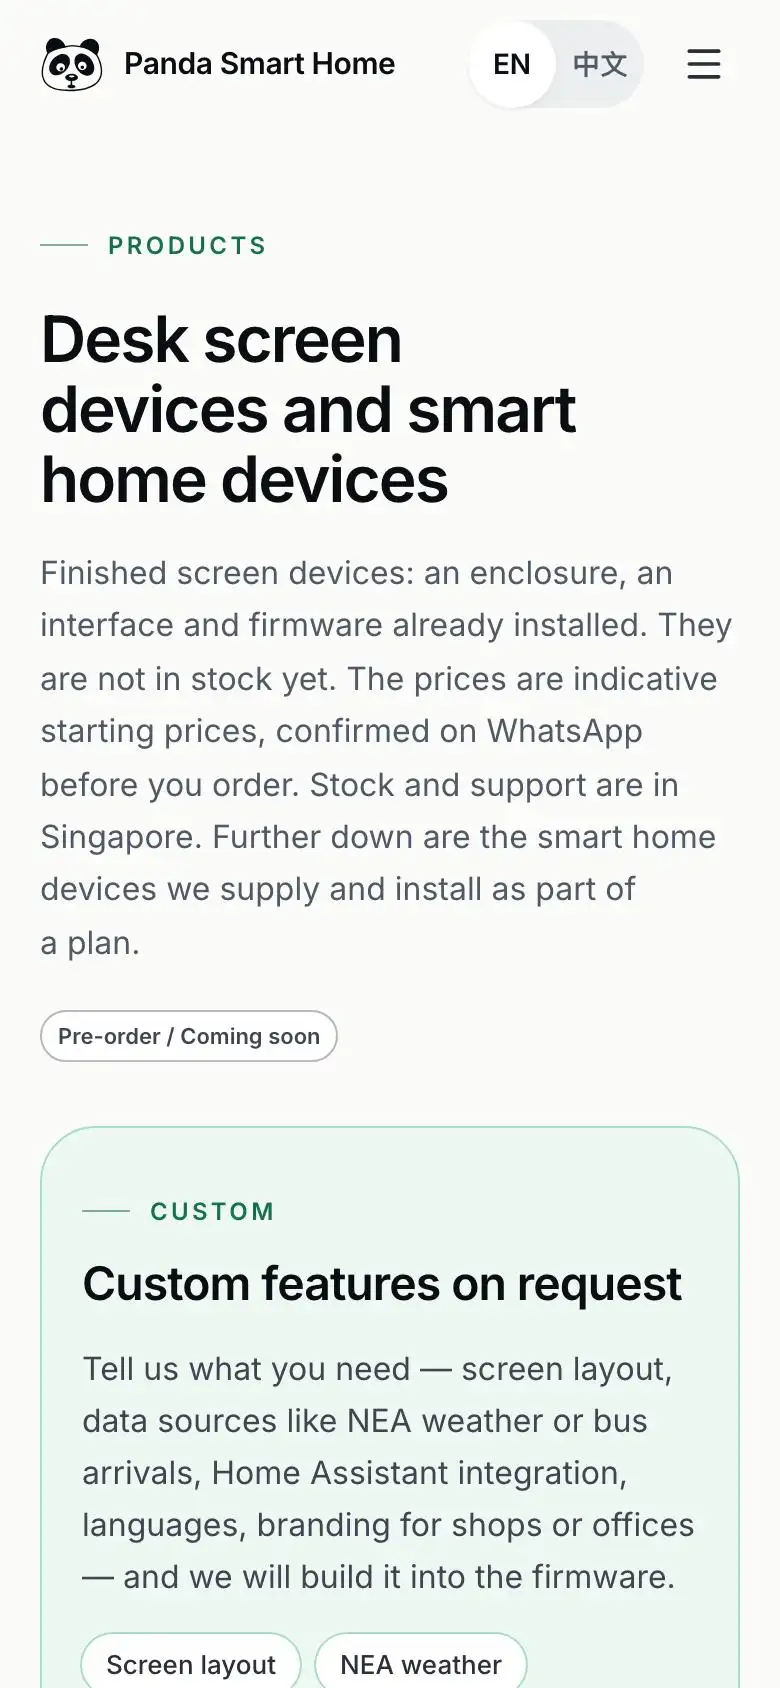 Panda Smart Home
EN 中文
PRODUCTS
Desk screen
devices and smart
home devices
Finished screen devices: an enclosure, an
interface and firmware already installed. They
are not in stock yet. The prices are indicative
starting prices, confirmed on WhatsApp
before you order. Stock and support are in
Singapore. Further down are the smart home
devices we supply and install as part of
a plan.
Pre-order / Coming soon
CUSTOM
Custom features on request
Tell us what you need — screen layout,
data sources like NEA weather or bus
arrivals, Home Assistant integration,
languages, branding for shops or offices
— and we will build it into the firmware.
Screen layout NEA weather